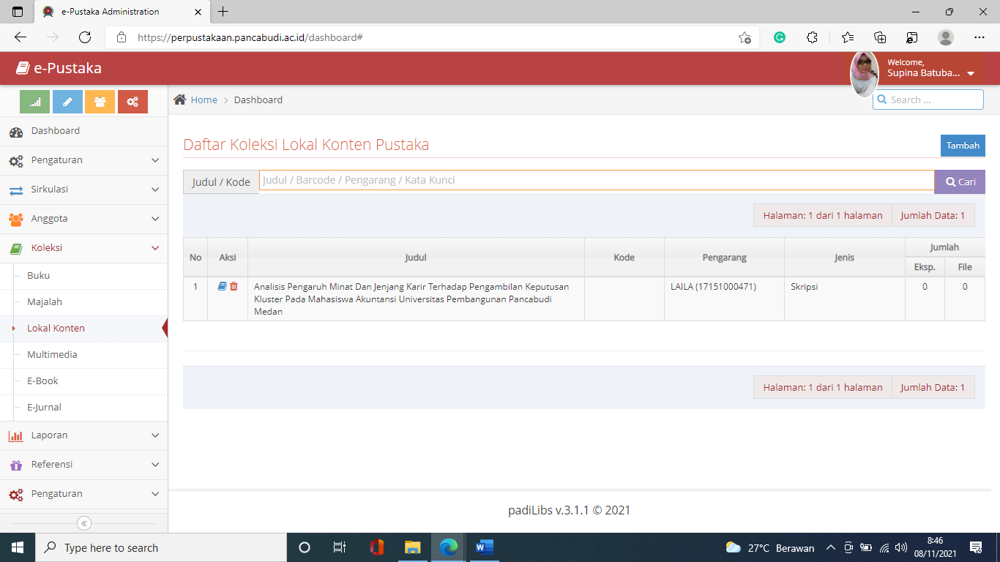 e-Pustaka Administration
https://perpustakaan.pancabudi.ac.id/dashboard#
e-Pustaka
Welcome,
Supina Batuba...
Home > Dashboard
Search ...
Dashboard
Pengaturan
Sirkulasi
Anggota
Koleksi
Buku
Majalah
Lokal Konten
Multimedia
E-Book
E-Jurnal
Laporan
Referensi
Pengaturan
Daftar Koleksi Lokal Konten Pustaka
Tambah
Judul / Kode
Judul / Barcode / Pengarang / Kata Kunci
Cari
Halaman: 1 dari 1 halaman
Jumlah Data: 1
No Aksi Judul Kode Pengarang Jenis Jumlah
Eksp. File
1 Analisis Pengaruh Minat Dan Jenjang Karir Terhadap Pengambilan Keputusan LAILA (17151000471) Skripsi 0 0
Kluster Pada Mahasiswa Akuntansi Universitas Pembangunan Pancabudi
Medan
Halaman: 1 dari 1 halaman
Jumlah Data: 1
padiLibs v.3.1.1 © 2021
Type here to search
27°C Berawan
8:46
08/11/2021